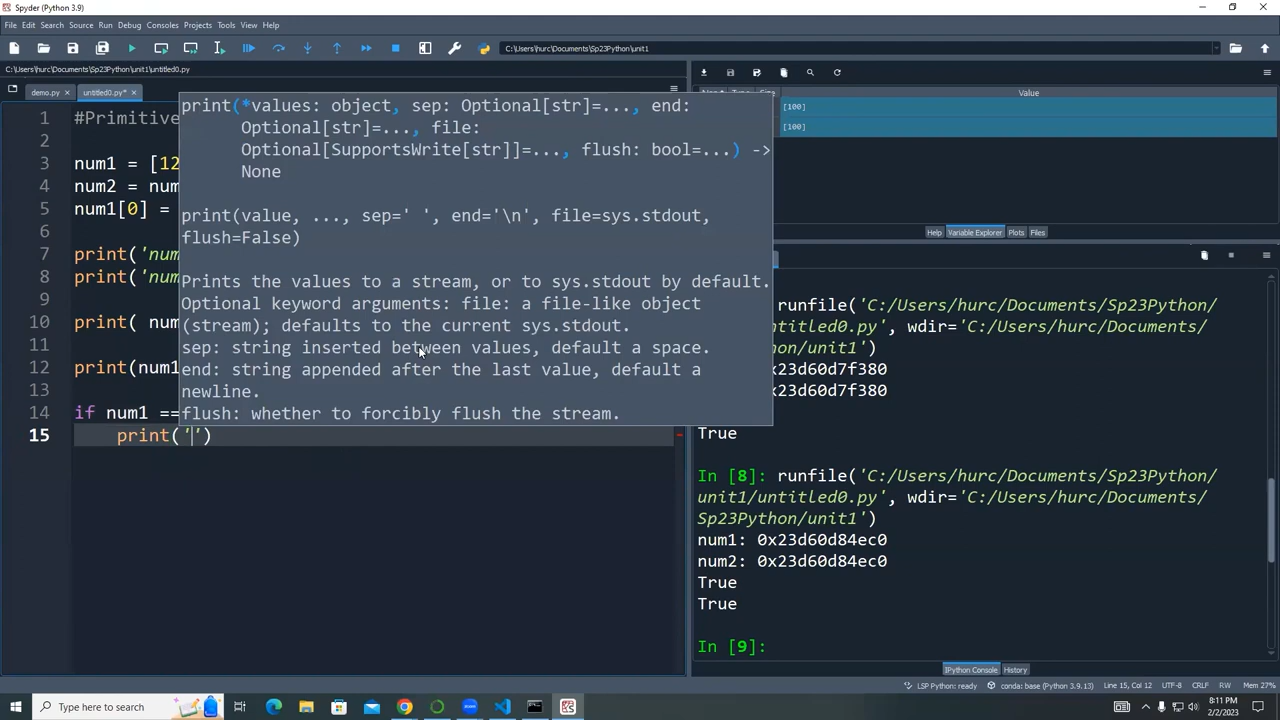 Spyder (Python 3.9)
File Edit Search Source Run Debug Consoles Projects Tools View Help
C:\Users\hurc\Documents\Sp23Python\unit1
C:\Users\hurc\Documents\Sp23Python\unit1\untitled0.py
demo.py untitled0.py*
1 #Primitive
2
3 num1 = [12
4 num2 = num
5 num1[0] =
6
7 print('num
8 print('num
9
10 print( num
11
12 print(num1
13
14 if num1 ==
15 print('')
print(*values: object, sep: Optional[str]=..., end:
Optional[str]=..., file:
Optional[SupportsWrite[str]]=..., flush: bool=...) ->
None
print(value, ..., sep=' ', end='\n', file=sys.stdout,
flush=False)
Prints the values to a stream, or to sys.stdout by default.
Optional keyword arguments: file: a file-like object
(stream); defaults to the current sys.stdout.
sep: string inserted between values, default a space.
end: string appended after the last value, default a
newline.
flush: whether to forcibly flush the stream.
Value
[100]
[100]
Help Variable Explorer Plots Files
runfile('C:/Users/hurc/Documents/Sp23Python/
ntitled0.py', wdir='C:/Users/hurc/Documents/
thon/unit1')
x23d60d7f380
x23d60d7f380
True
In [8]: runfile('C:/Users/hurc/Documents/Sp23Python/
unit1/untitled0.py', wdir='C:/Users/hurc/Documents/
Sp23Python/unit1')
num1: 0x23d60d84ec0
num2: 0x23d60d84ec0
True
True
In [9]:
IPython Console History
LSP Python: ready conda: base (Python 3.9.13) Line 15, Col 12 UTF-8 CRLF RW Mem 27%
Type here to search
8:11 PM
2/2/2023